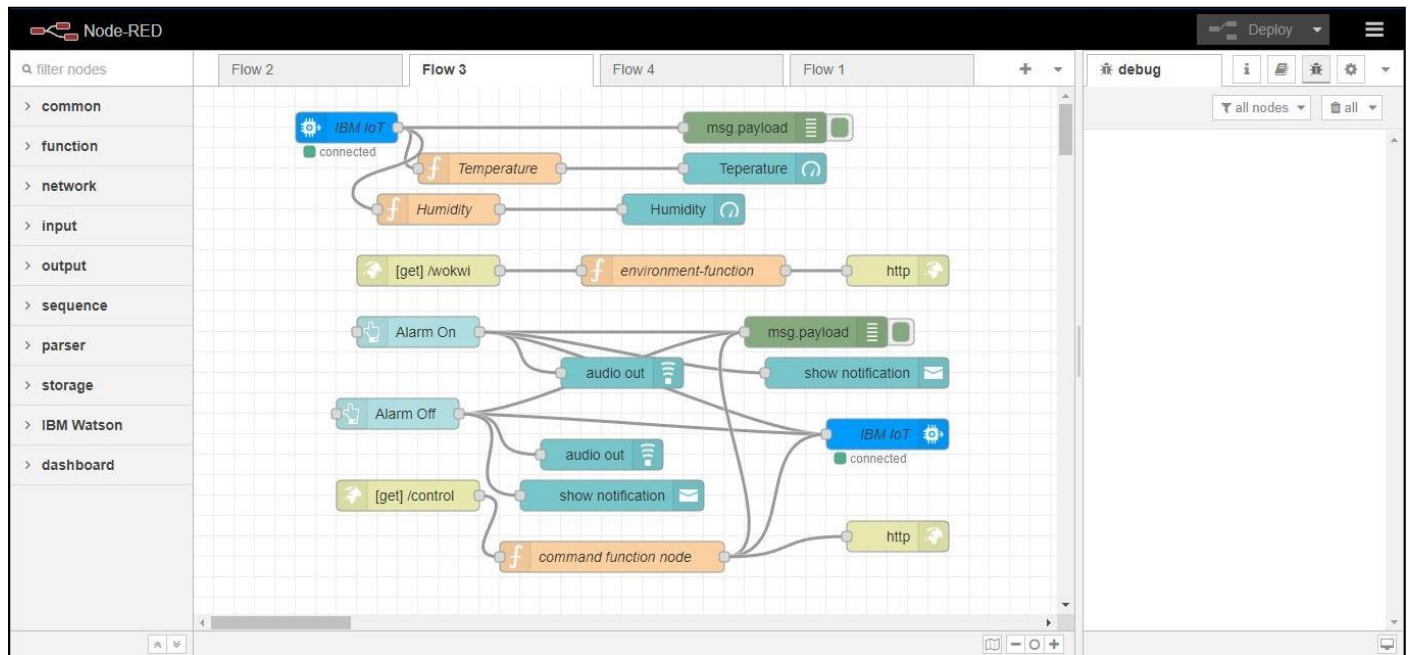 Node-RED
Deploy
filter nodes
Flow 2
Flow 3
Flow 4
Flow 1
debug
i
all nodes
all
common
function
network
input
output
sequence
parser
storage
IBM Watson
dashboard
IBM IoT
connected
msg.payload
Temperature
Teperature
Humidity
Humidity
[get] /wokwi
environment-function
http
Alarm On
msg.payload
audio out
show notification
Alarm Off
IBM IoT
connected
audio out
[get] /control
show notification
http
command function node